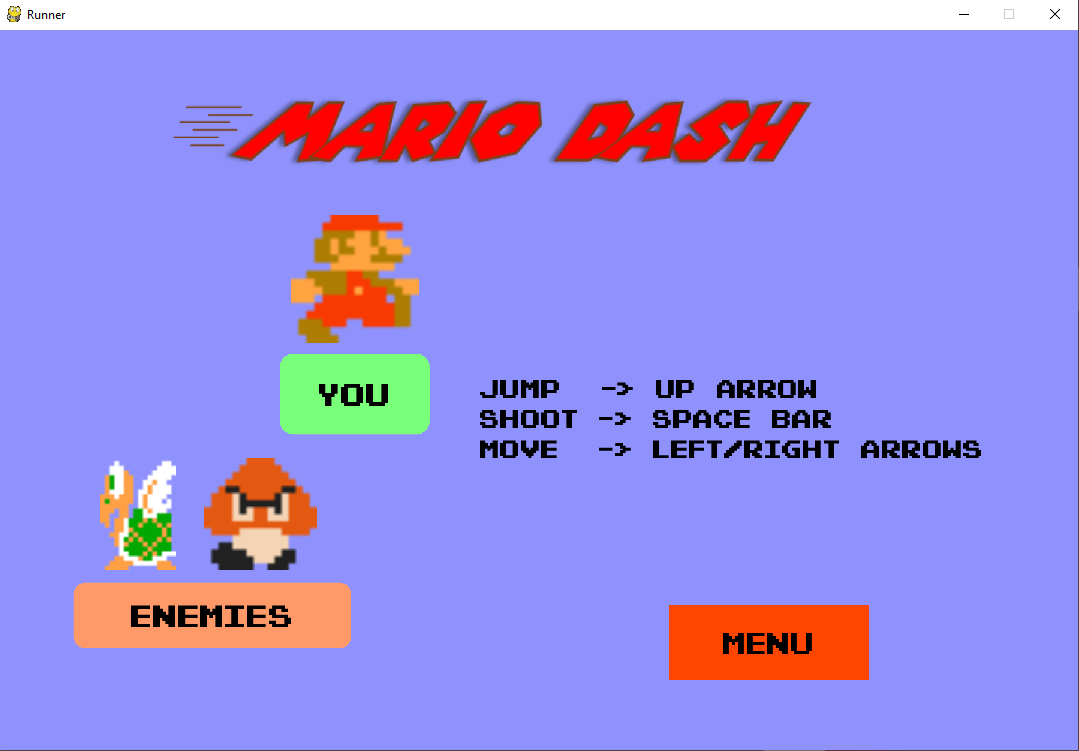 Runner
MARIO DASH
YOU
JUMP -> UP ARROW
SHOOT -> SPACE BAR
MOVE -> LEFT/RIGHT ARROWS
ENEMIES
MENU